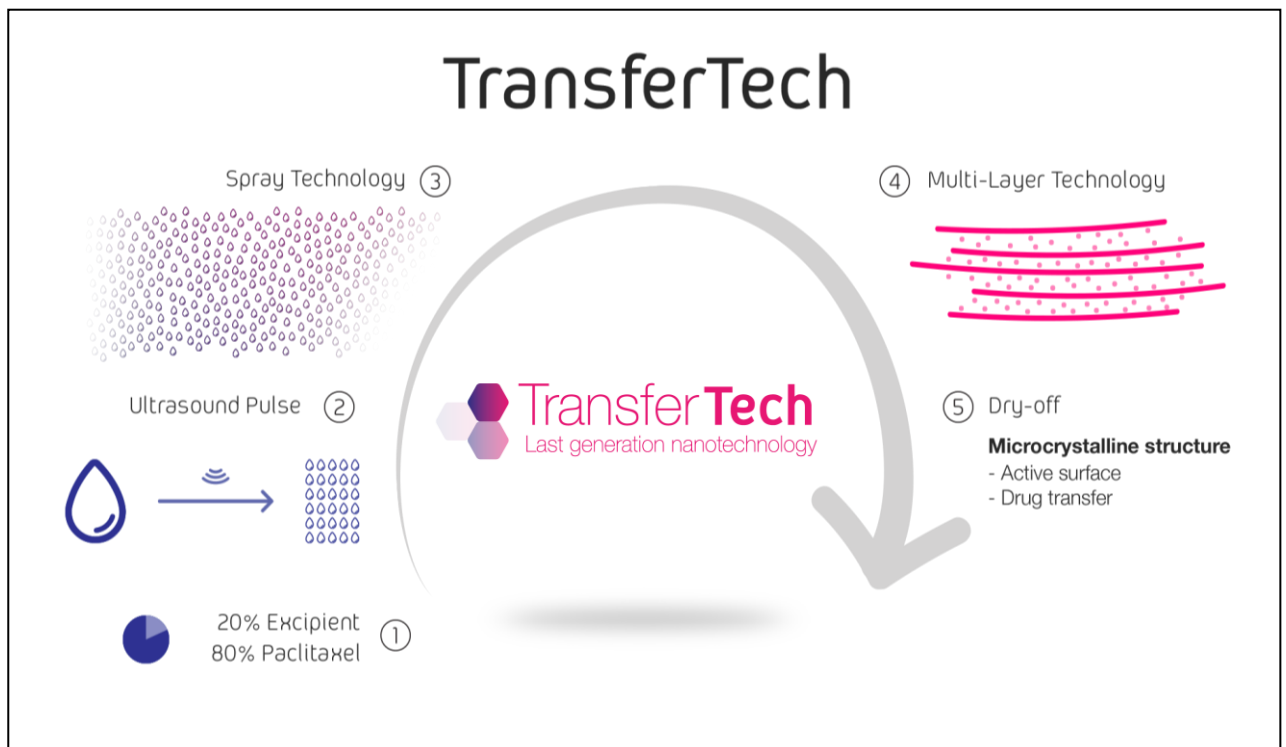 TransferTech
Spray Technology 3
4 Multi-Layer Technology
Ultrasound Pulse 2
TransferTech
Last generation nanotechnology
5 Dry-off
Microcrystalline structure
- Active surface
- Drug transfer
20% Excipient
80% Paclitaxel
1